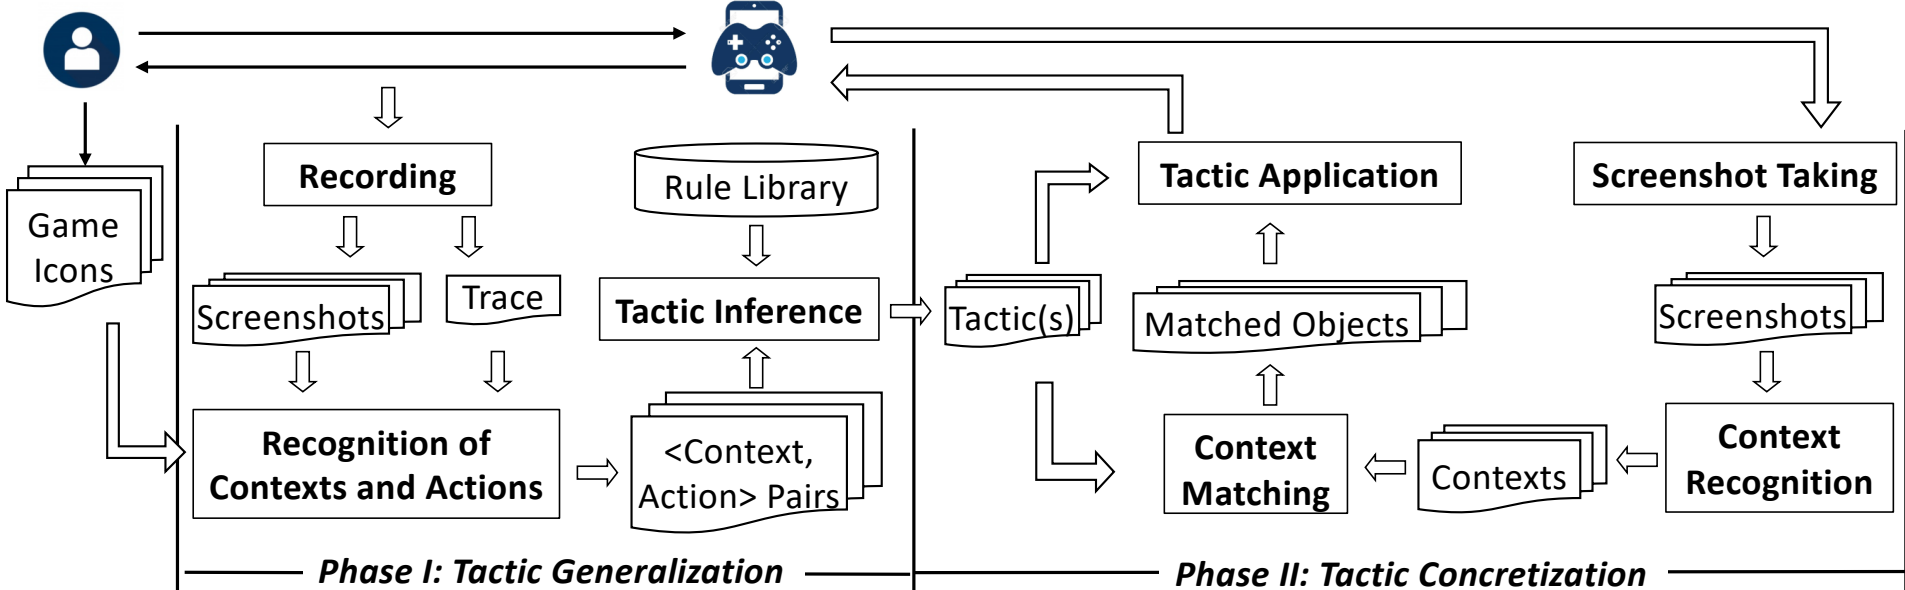 Game
Icons
Recording
Screenshots
Trace
Recognition of
Contexts and Actions
Rule Library
Tactic Inference
<Context,
Action> Pairs
Phase I: Tactic Generalization
Tactic(s)
Tactic Application
Matched Objects
Context
Matching
Screenshot Taking
Screenshots
Contexts
Context
Recognition
Phase II: Tactic Concretization